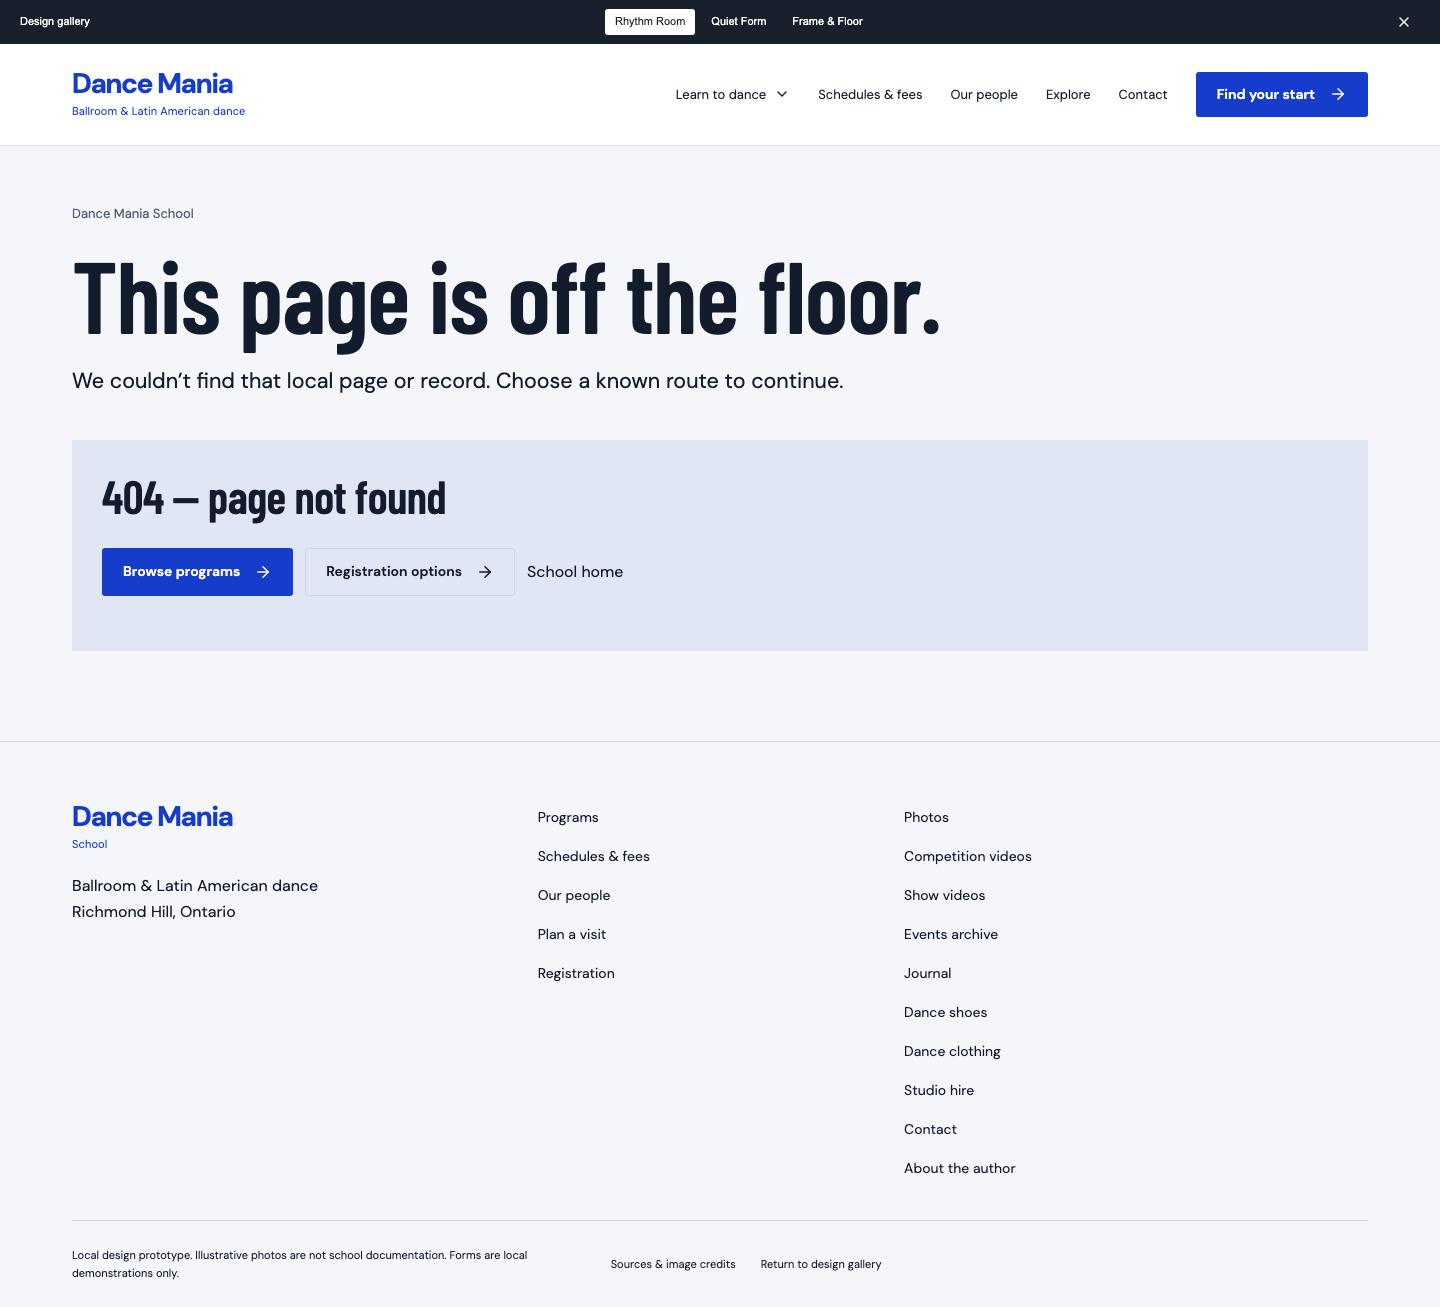 Design gallery
Rhythm Room
Quiet Form
Frame & Floor
Dance Mania
Ballroom & Latin American dance
Learn to dance
Schedules & fees
Our people
Explore
Contact
Find your start
Dance Mania School
This page is off the floor.
We couldn’t find that local page or record. Choose a known route to continue.
404 — page not found
Browse programs
Registration options
School home
Dance Mania
School
Ballroom & Latin American dance
Richmond Hill, Ontario
Programs
Schedules & fees
Our people
Plan a visit
Registration
Photos
Competition videos
Show videos
Events archive
Journal
Dance shoes
Dance clothing
Studio hire
Contact
About the author
Local design prototype. Illustrative photos are not school documentation. Forms are local
demonstrations only.
Sources & image credits
Return to design gallery